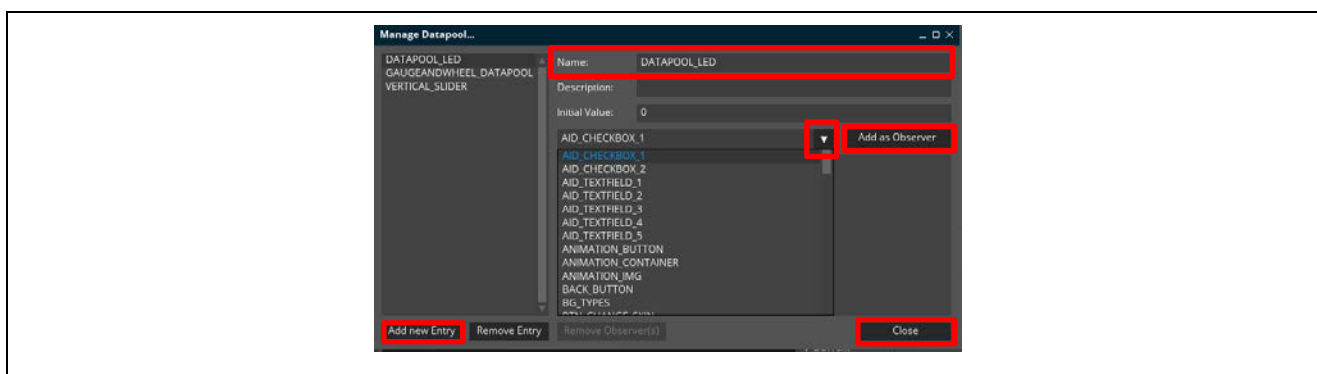 Manage Datapool...
DATAPOOL_LED
GAUGEANDWHEEL_DATAPOOL
VERTICAL_SLIDER
Name: DATAPOOL_LED
Description:
Initial Value: 0
AID_CHECKBOX_1
Add as Observer
AID_CHECKBOX_1
AID_CHECKBOX_2
AID_TEXTFIELD_1
AID_TEXTFIELD_2
AID_TEXTFIELD_3
AID_TEXTFIELD_4
AID_TEXTFIELD_5
ANIMATION_BUTTON
ANIMATION_CONTAINER
ANIMATION_IMG
BACK_BUTTON
BG_TYPES
Add new Entry Remove Entry Remove Observer(s) Close